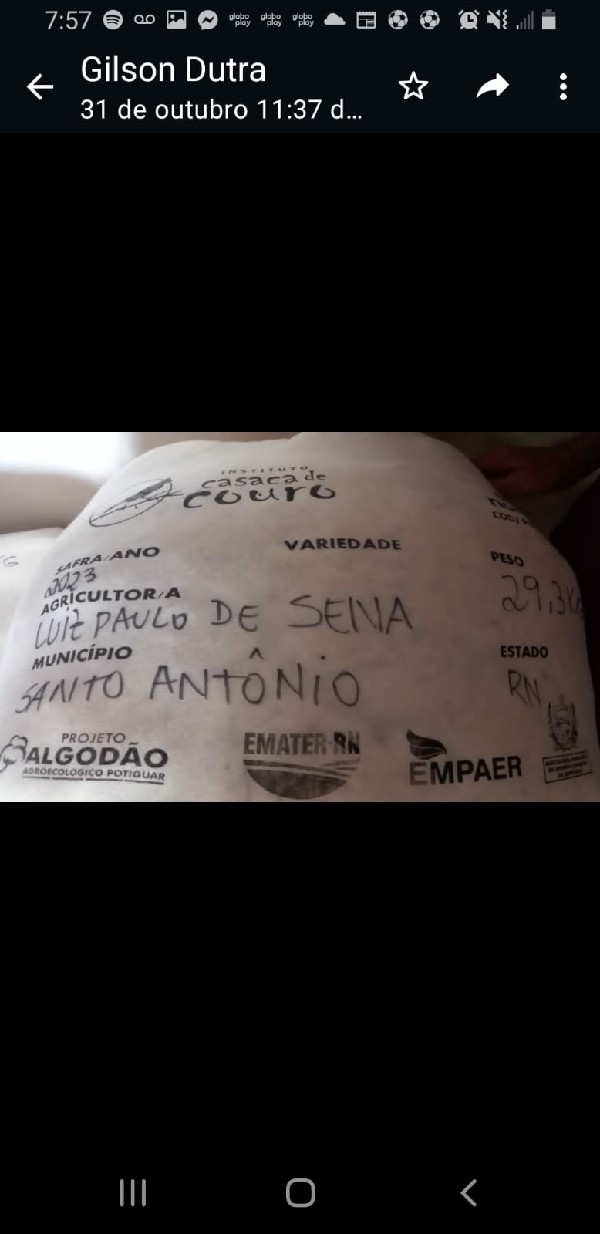 7:57
Gilson Dutra
31 de outubro 11:37 d...
INSTITUTO
casaca de
couro
SAFRA/ANO
2023
VARIEDADE
PESO
29,3KG
AGRICULTOR/A
LUIZ PAULO DE SENA
MUNICÍPIO
SANTO ANTÔNIO
ESTADO
RN
PROJETO
ALGODÃO
AGROECOLÓGICO POTIGUAR
EMATER-RN
EMPAER